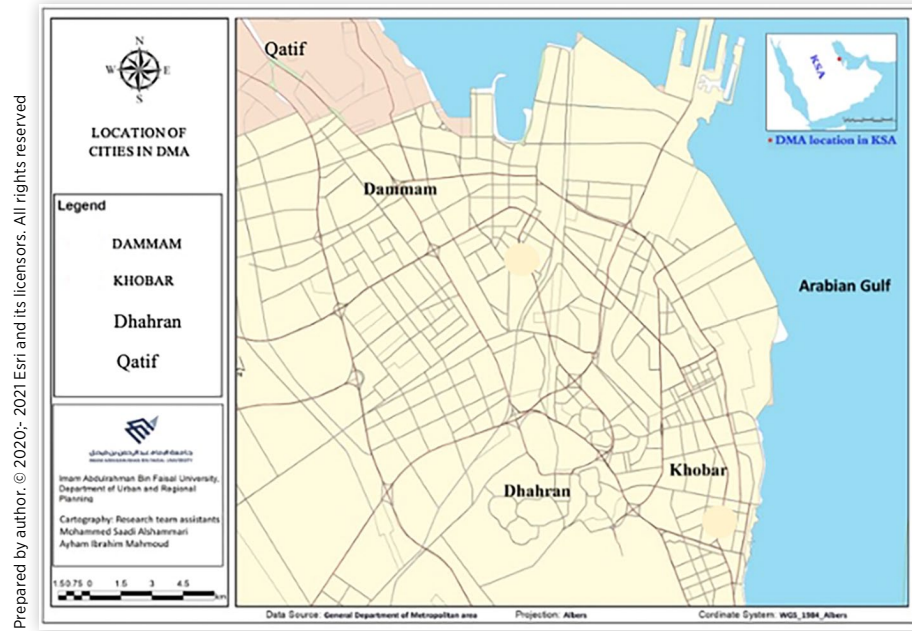 Prepared by author. © 2020;- 2021 Esri and its licensors. All rights reserved
N
W E
S
LOCATION OF
CITIES IN DMA
Legend
DAMMAM
KHOBAR
Dhahran
Qatif
Imam Abdulrahman Bin Faisal University,
Department of Urban and Regional
Planning
Cartography: Research team assistants
Mohammed Saadi Alshammari
Ayham Ibrahim Mahmoud
1.5 0.75 0 1.5 3 4.5
km
Qatif
Dammam
Dhahran
Khobar
Arabian Gulf
KSA
DMA location in KSA
Data Source: General Department of Metropolitan area Projection: Albers Cordinate System: WGS_1984_Albers